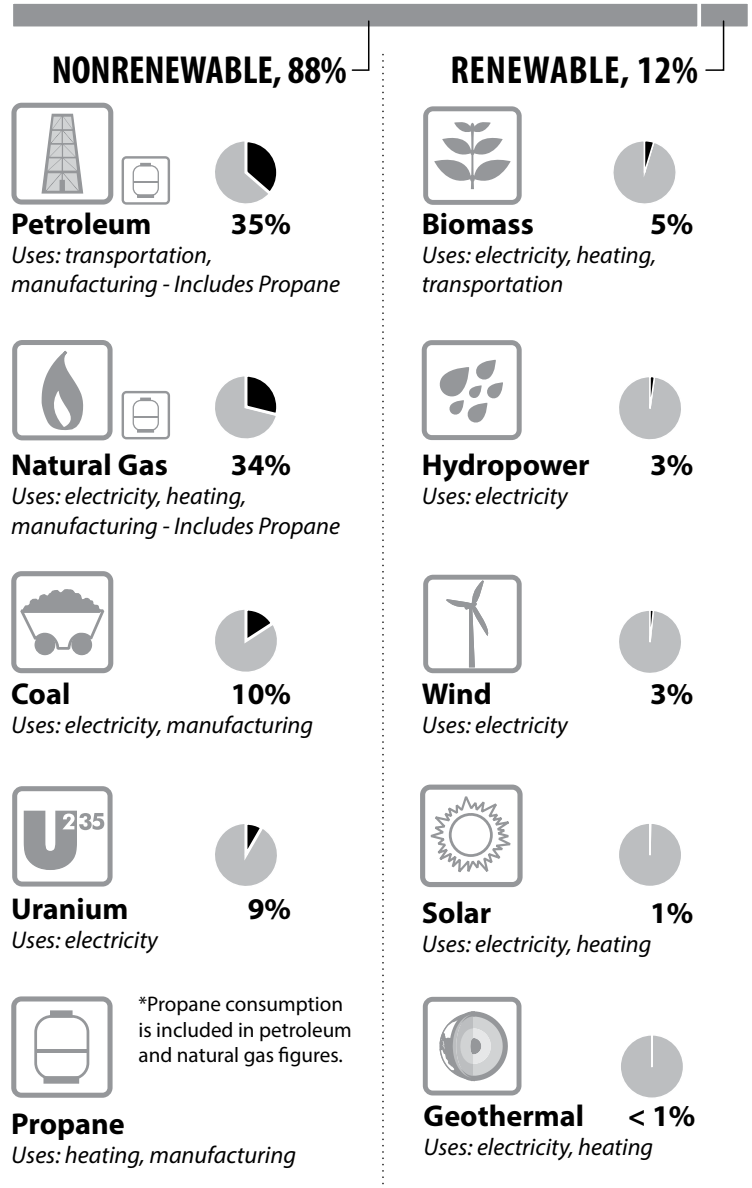 NONRENEWABLE, 88%
Petroleum 35%
Uses: transportation,
manufacturing - Includes Propane
Natural Gas 34%
Uses: electricity, heating,
manufacturing - Includes Propane
Coal 10%
Uses: electricity, manufacturing
U235
Uranium 9%
Uses: electricity
*Propane consumption
is included in petroleum
and natural gas figures.
Propane
Uses: heating, manufacturing
RENEWABLE, 12%
Biomass 5%
Uses: electricity, heating,
transportation
Hydropower 3%
Uses: electricity
Wind 3%
Uses: electricity
Solar 1%
Uses: electricity, heating
Geothermal < 1%
Uses: electricity, heating